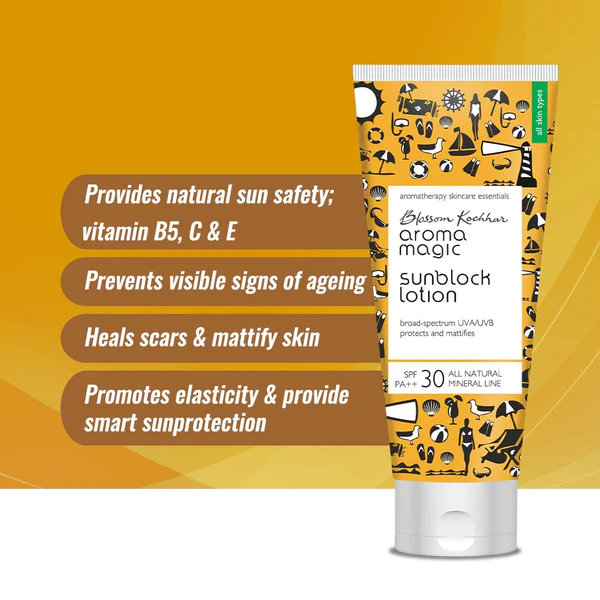 Provides natural sun safety;
vitamin B5, C & E
Prevents visible signs of ageing
Heals scars & mattify skin
Promotes elasticity & provide
smart sunprotection
all skin types
aromatherapy skincare essentials
Blossom Kochhar
aroma
magic
sunblock
lotion
broad-spectrum UVA/UVB
protects and mattifies
SPF
PA++ 30 ALL NATURAL
MINERAL LINE